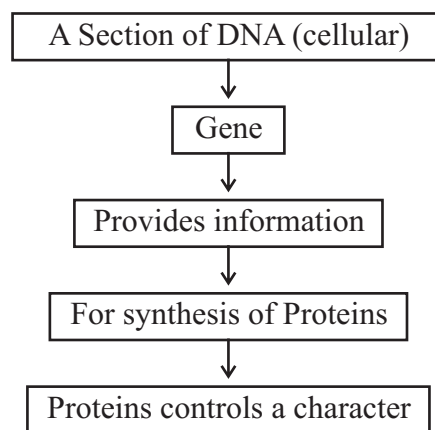 A Section of DNA (cellular)
Gene
Provides information
For synthesis of Proteins
Proteins controls a character